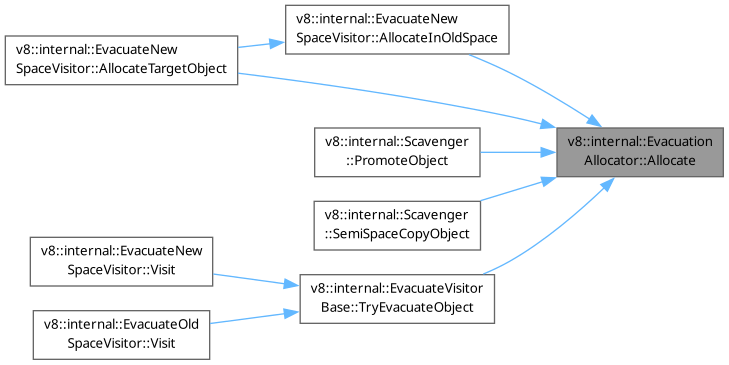 v8::internal::EvacuateNew
SpaceVisitor::AllocateInOldSpace
v8::internal::EvacuateNew
SpaceVisitor::AllocateTargetObject
v8::internal::Evacuation
Allocator::Allocate
v8::internal::Scavenger
::PromoteObject
v8::internal::Scavenger
::SemiSpaceCopyObject
v8::internal::EvacuateNew
SpaceVisitor::Visit
v8::internal::EvacuateVisitor
Base::TryEvacuateObject
v8::internal::EvacuateOld
SpaceVisitor::Visit